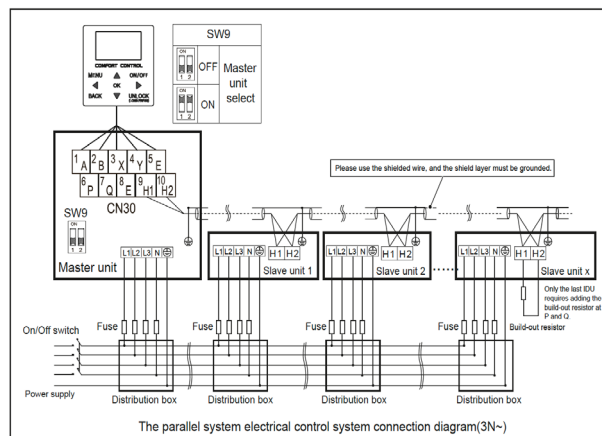 SW9
ON
1 2
OFF
ON
1 2
ON
Master
unit
select
COMFORT CONTROL
MENU ON/OFF
OK
BACK UNLOCK
1 A 2 B 3 X 4 Y 5 E
6 P 7 Q 8 E 9 H1 10 H2
CN30
SW9
ON
1 2
Master unit
L1 L2 L3 N
Please use the shielded wire, and the shield layer must be grounded.
L1 L2 L3 N
H1 H2
Slave unit 1
L1 L2 L3 N
H1 H2
Slave unit 2
L1 L2 L3 N
H1 H2
Slave unit x
Only the last IDU
requires adding the
build-out resistor at
P and Q
Build-out resistor
Fuse
Fuse
Fuse
Fuse
On/Off switch
Power supply
Distribution box
Distribution box
Distribution box
Distribution box
The parallel system electrical control system connection diagram(3N~)